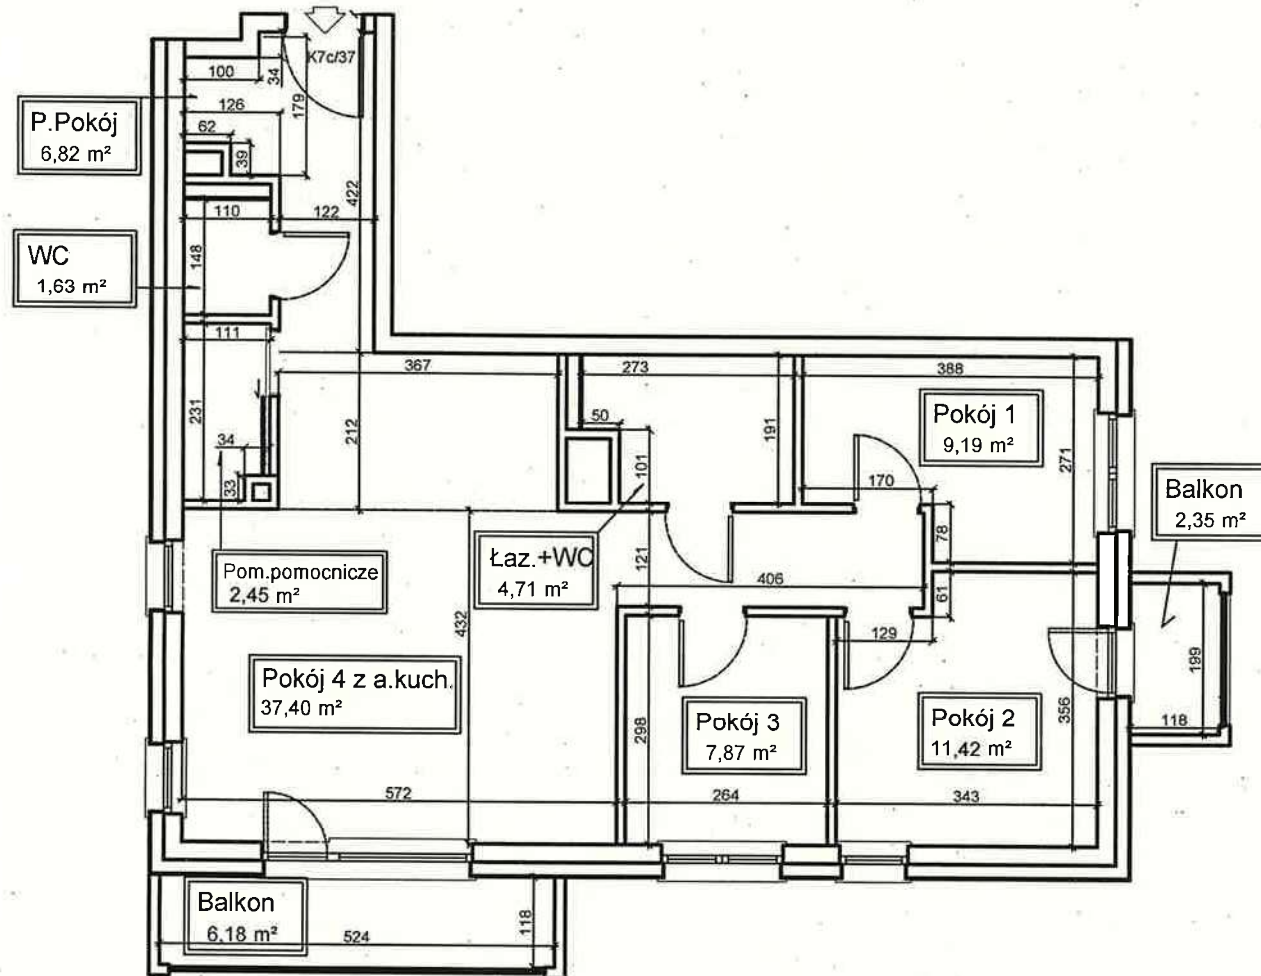 K7c/37
100
34
126
179
P.Pokój
6,82 m²
62
39
422
110
122
WC
1,63 m²
148
111
367
273
388
231
50
Pokój 1
9,19 m²
212
191
34
101
271
33
170
Balkon
2,35 m²
78
Łaz.+WC
4,71 m²
121
Pom.pomocnicze
2,45 m²
406
61
432
129
199
Pokój 4 z a.kuch.
37,40 m²
298
Pokój 3
7,87 m²
Pokój 2
11,42 m²
356
118
572
264
343
Balkon
6,18 m²
118
524